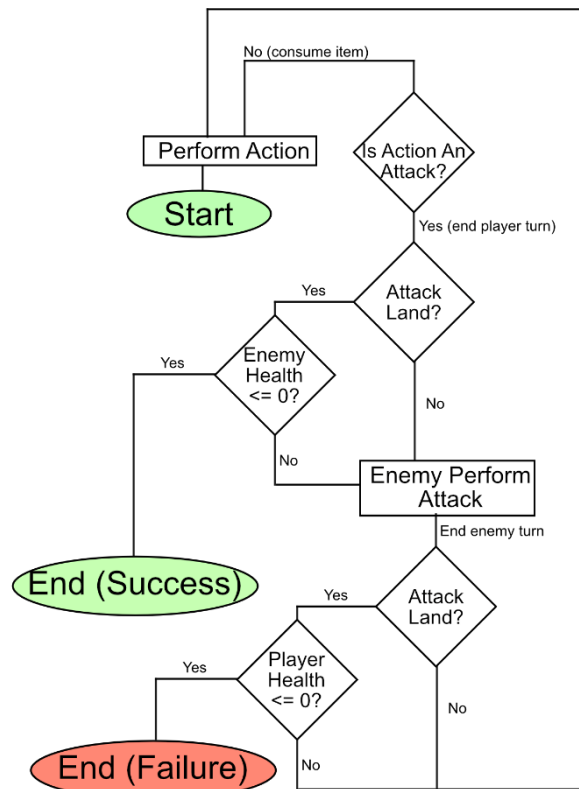 No (consume item)
Perform Action
Is Action An
Attack?
Start
Yes (end player turn)
Yes
Attack
Land?
Yes
Enemy
Health
<= 0?
No
No
Enemy Perform
Attack
End enemy turn
End (Success)
Yes
Attack
Land?
Yes
Player
Health
<= 0?
No
No
End (Failure)